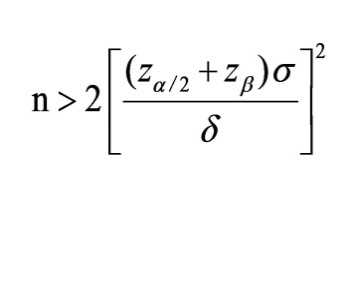 n > 2[((z_{α/2} + z_β)σ)/δ]^2